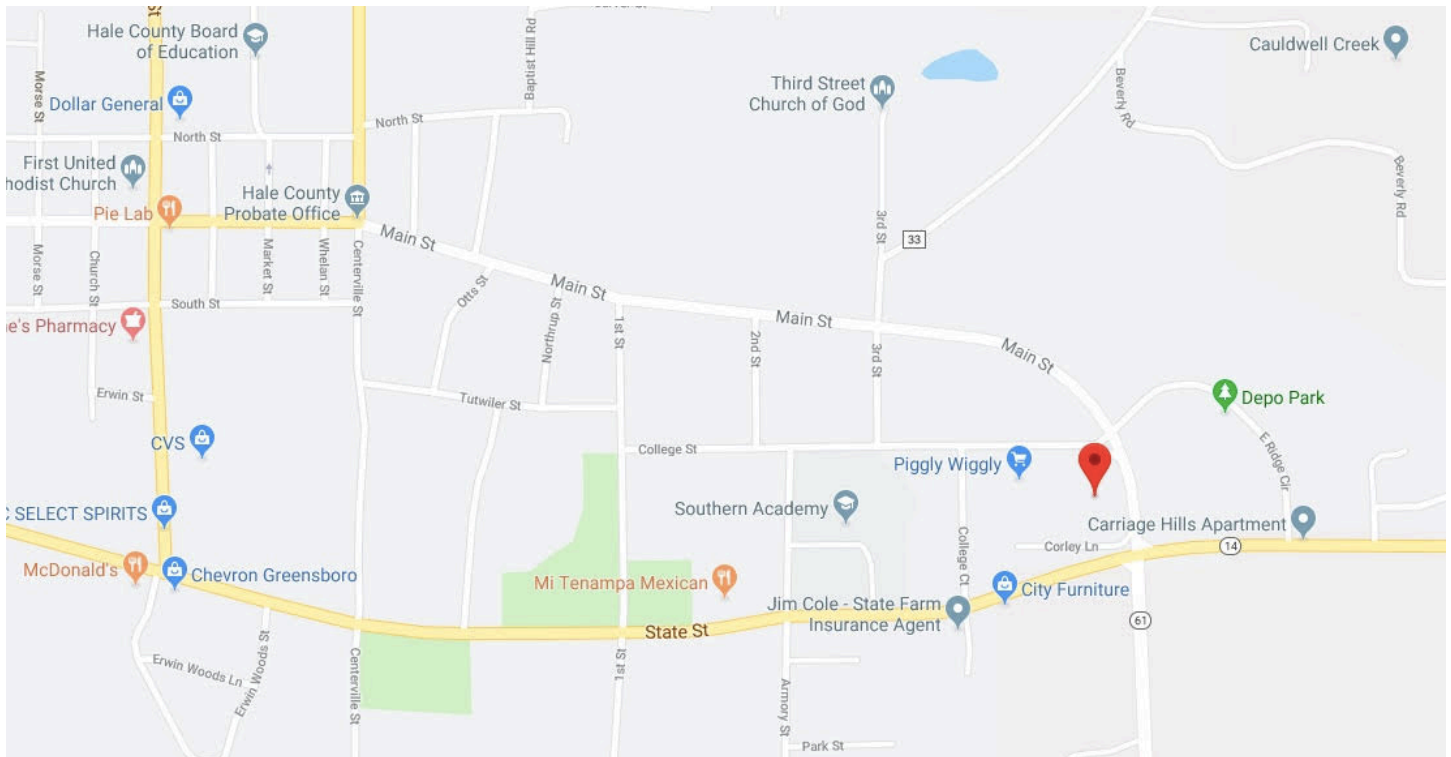 St
Hale County Board
of Education
Baptist Hill Rd
Cauldwell Creek
Third Street
Church of God
Morse St
Dollar General
Beverly Rd
North St
North St
First United
hodist Church
Hale County
Probate Office
Beverly Rd
Pie Lab
3rd St
33
Main St
Morse St
Church St
Market St
Whelan St
Centerville St
Otts St
Main St
South St
e's Pharmacy
Northrup St
1st St
2nd St
Main St
3rd St
Main St
Erwin St
Tutwiler St
Depo Park
CVS
College St
Piggly Wiggly
E Ridge Cir
C SELECT SPIRITS
Southern Academy
Carriage Hills Apartment
College Ct
Corley Ln
14
McDonald's
Chevron Greensboro
Mi Tenampa Mexican
City Furniture
Jim Cole - State Farm
Insurance Agent
State St
61
Erwin Woods Ln
Erwin Woods St
Centerville St
1st St
Armory St
Park St